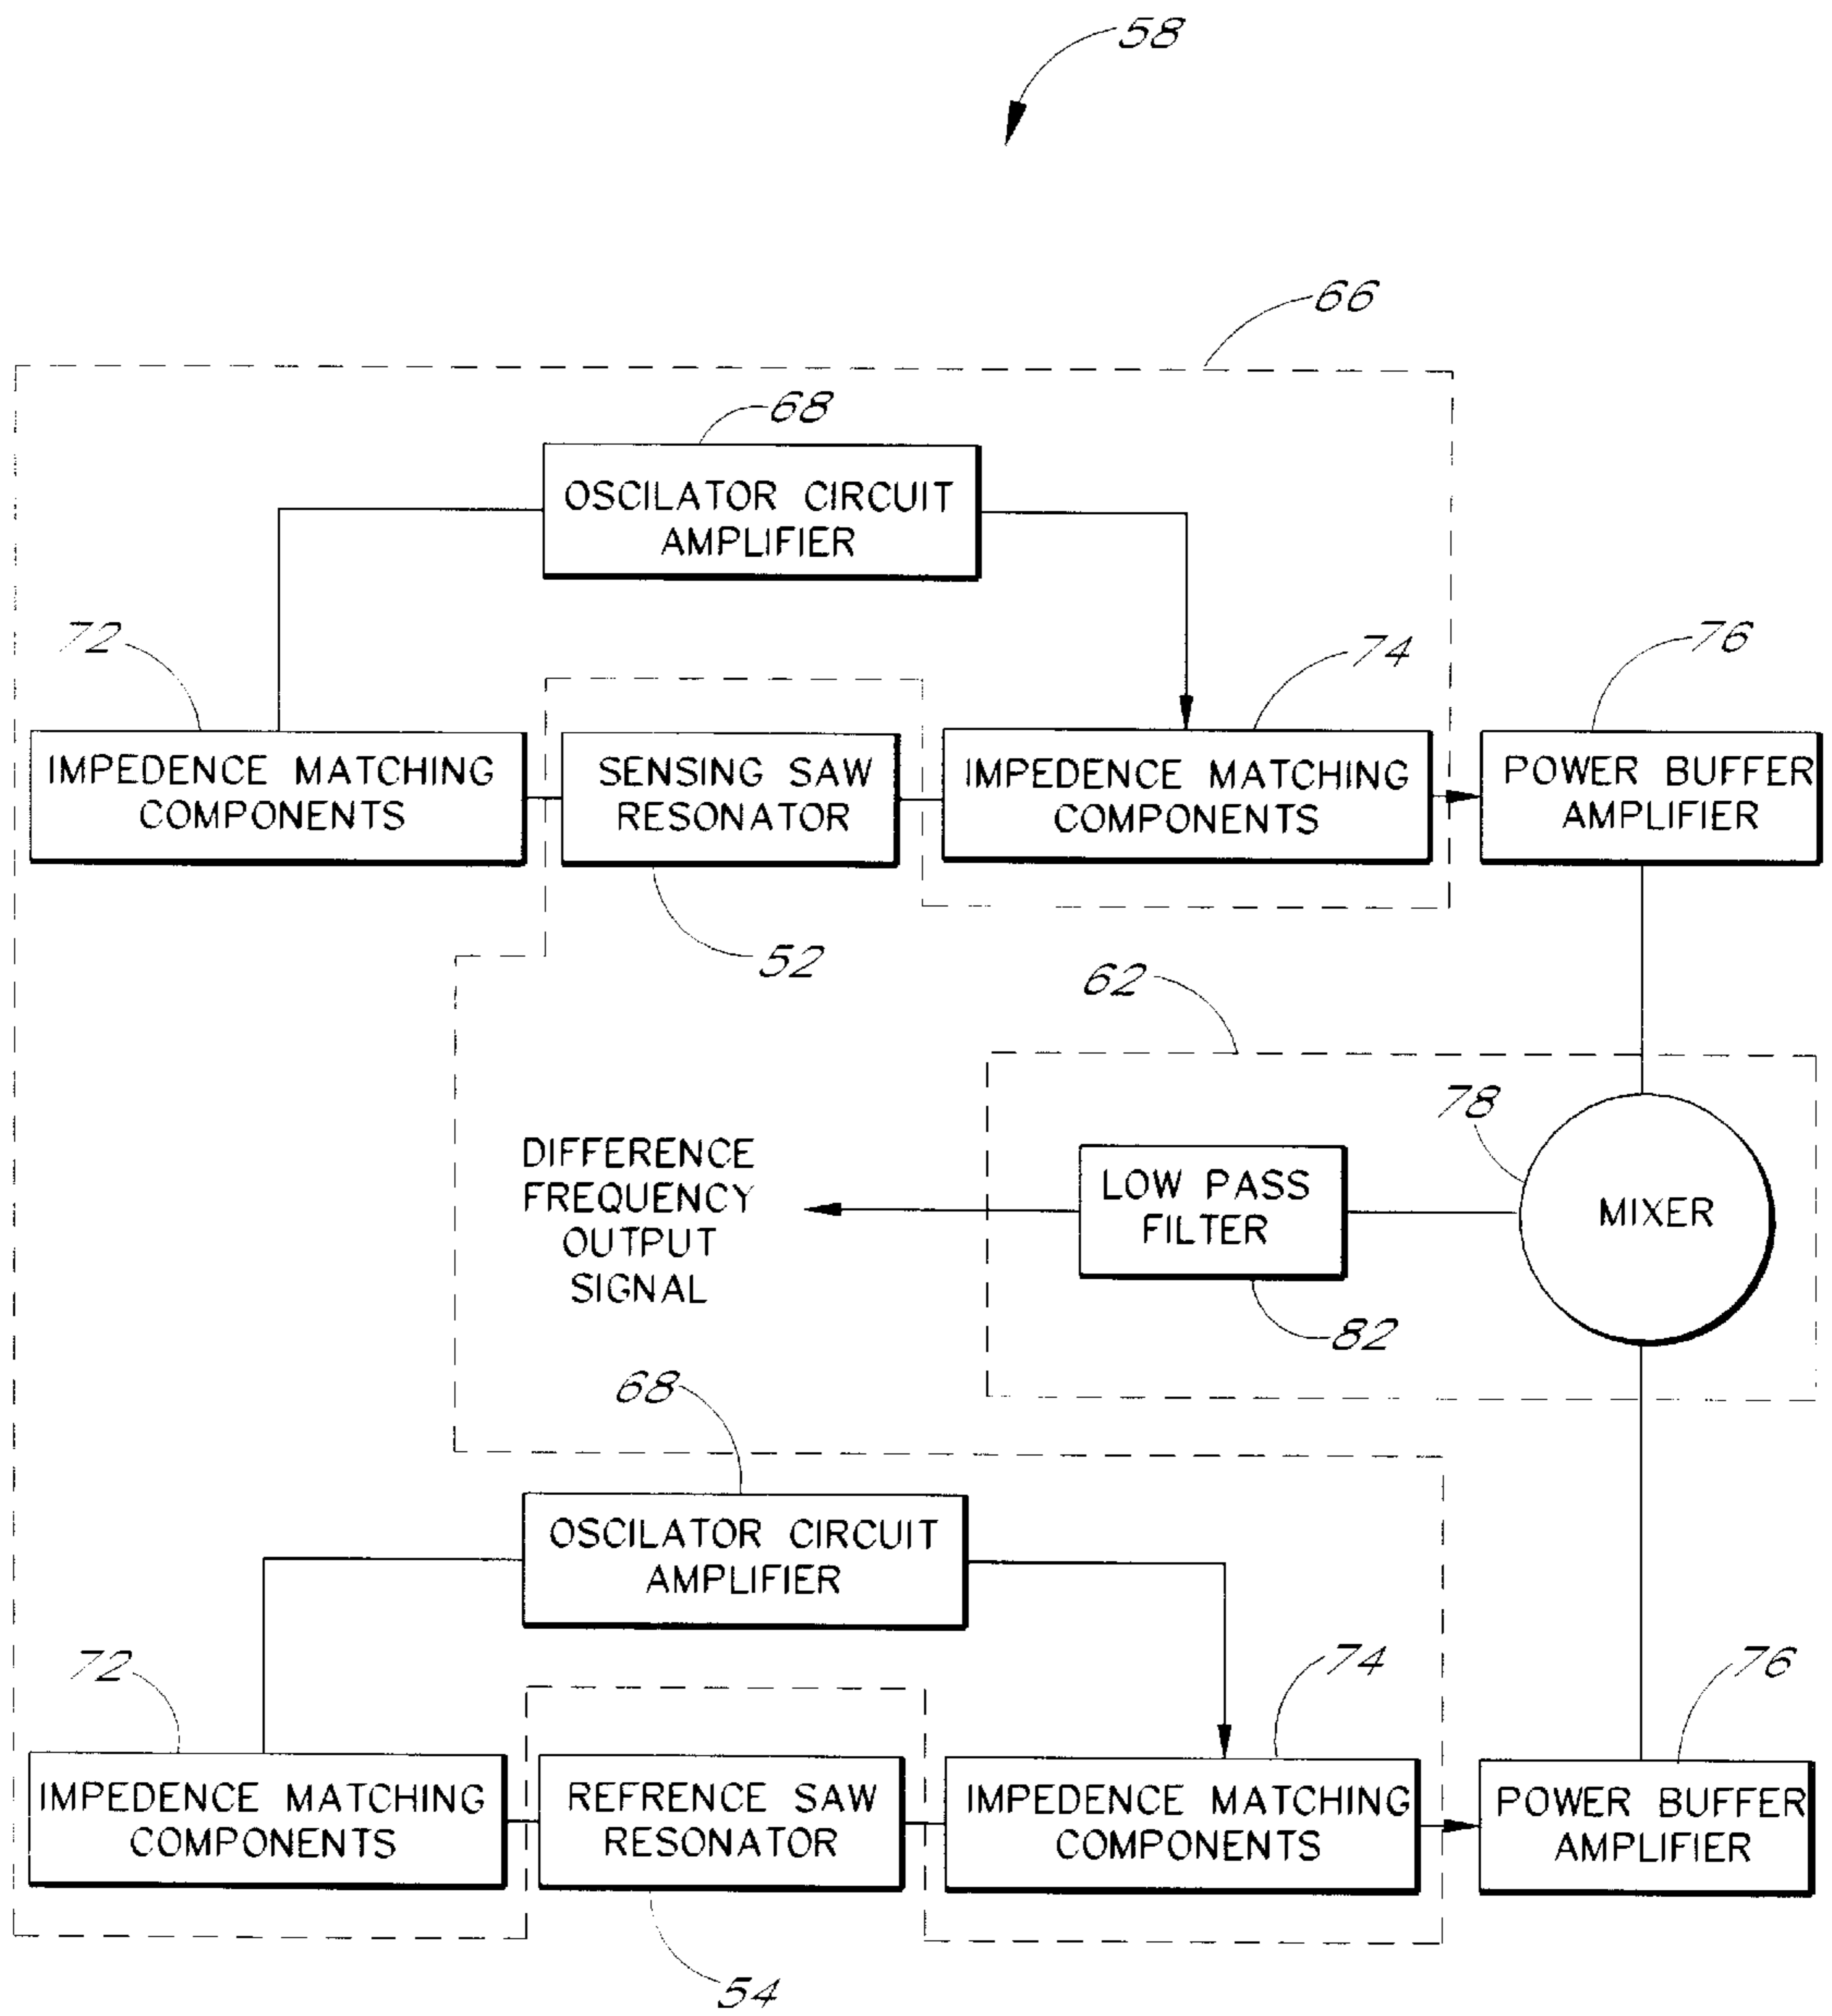 58
66
68
OSCILATOR CIRCUIT
AMPLIFIER
72
74
76
IMPEDENCE MATCHING
COMPONENTS
SENSING SAW
RESONATOR
IMPEDENCE MATCHING
COMPONENTS
POWER BUFFER
AMPLIFIER
52
62
78
DIFFERENCE
FREQUENCY
OUTPUT
SIGNAL
LOW PASS
FILTER
MIXER
82
68
OSCILATOR CIRCUIT
AMPLIFIER
72
74
76
IMPEDENCE MATCHING
COMPONENTS
REFRENCE SAW
RESONATOR
IMPEDENCE MATCHING
COMPONENTS
POWER BUFFER
AMPLIFIER
54